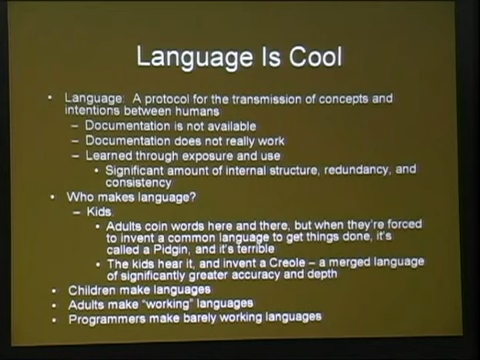 Language Is Cool
• Language: A protocol for the transmission of concepts and
intentions between humans
– Documentation is not available
– Documentation does not really work
– Learned through exposure and use
• Significant amount of internal structure, redundancy, and
consistency
• Who makes language?
– Kids.
• Adults coin words here and there, but when they're forced
to invent a common language to get things done, it's
called a Pidgin, and it's terrible
• The kids hear it, and invent a Creole – a merged language
of significantly greater accuracy and depth
• Children make languages
• Adults make "working" languages
• Programmers make barely working languages